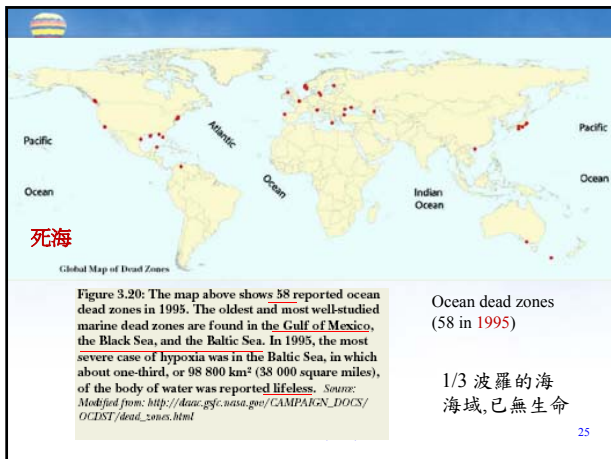 Pacific
Ocean
Atlantic
Ocean
Indian
Ocean
Pacific
Ocean
死海
Global Map of Dead Zones
Figure 3.20: The map above shows 58 reported ocean
dead zones in 1995. The oldest and most well-studied
marine dead zones are found in the Gulf of Mexico,
the Black Sea, and the Baltic Sea. In 1995, the most
severe case of hypoxia was in the Baltic Sea, in which
about one-third, or 98 800 km² (38 000 square miles),
of the body of water was reported lifeless. Source:
Modified from: http://daac.gsfc.nasa.gov/CAMPAIGN_DOCS/
OCDST/dead_zones.html
Ocean dead zones
(58 in 1995)
1/3 波羅的海
海域,已無生命
25